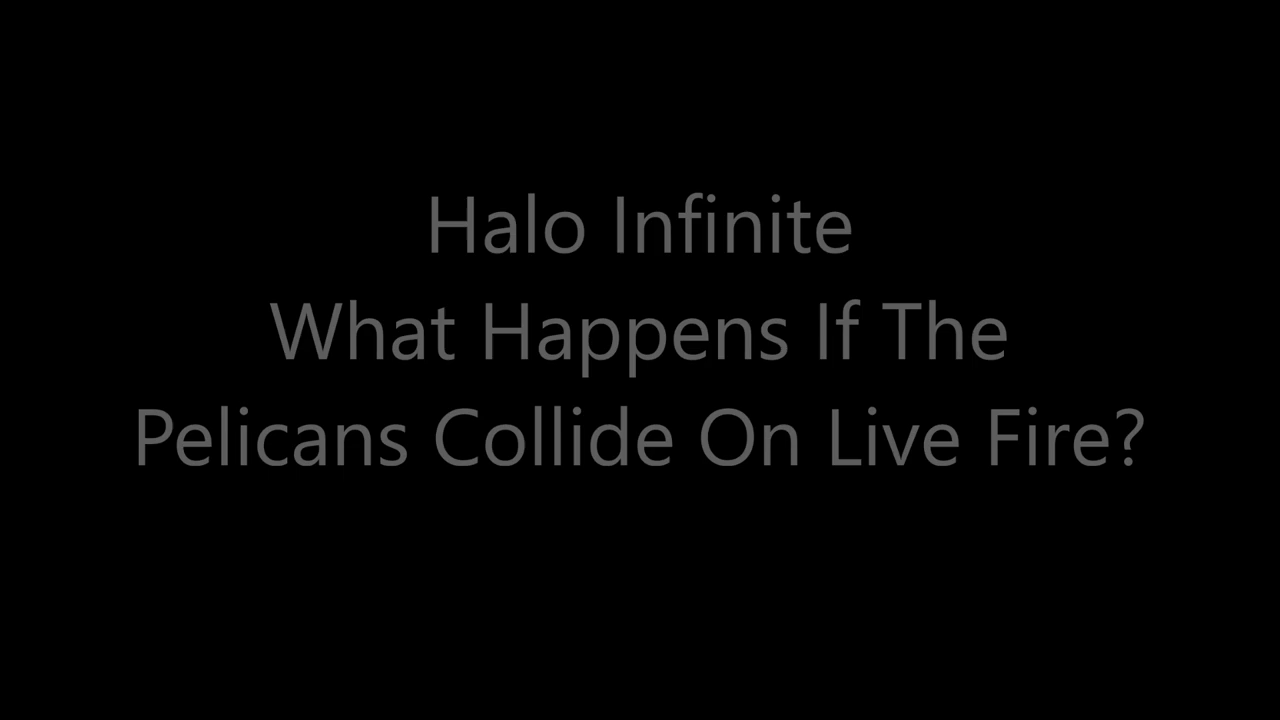 Halo Infinite
What Happens If The
Pelicans Collide On Live Fire?